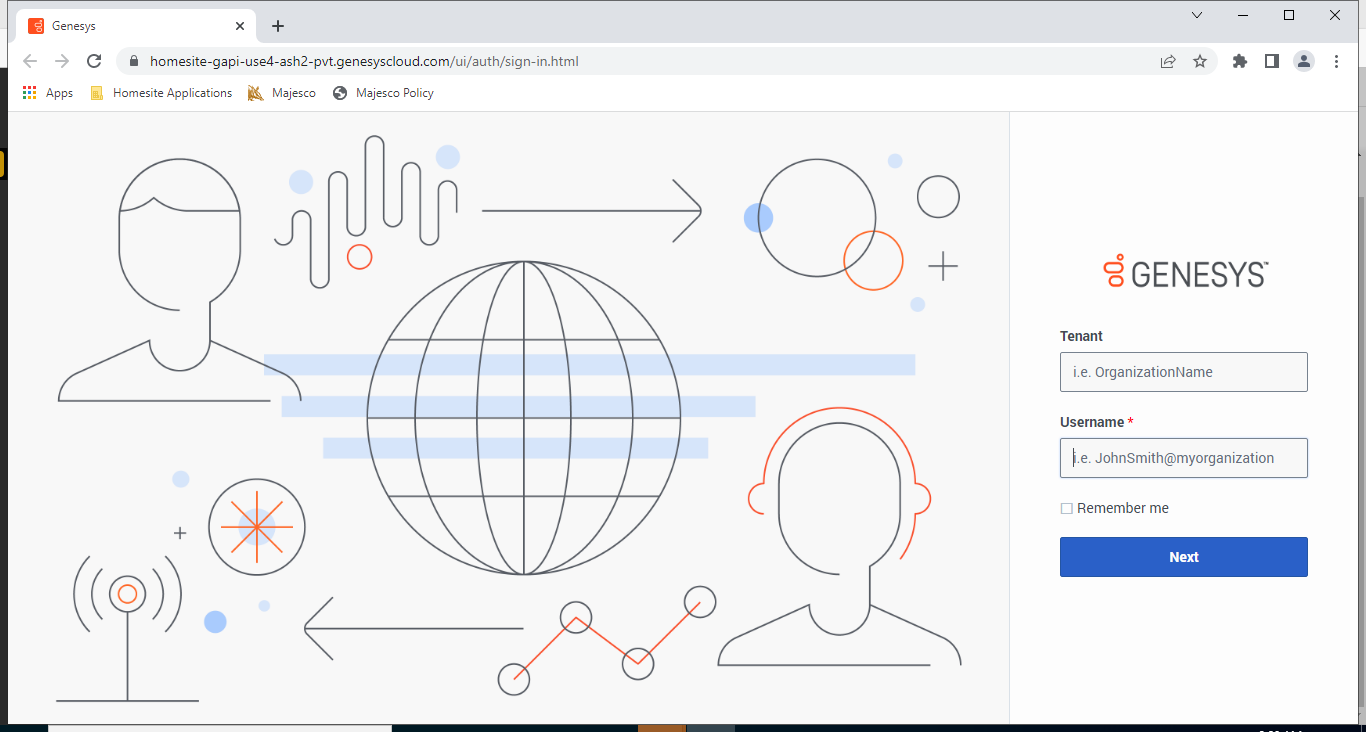 Genesys
homesite-gapi-use4-ash2-pvt.genesyscloud.com/ui/auth/sign-in.html
Apps Homesite Applications Majesco Majesco Policy
GENESYS™
Tenant
i.e. OrganizationName
Username *
i.e. JohnSmith@myorganization
Remember me
Next